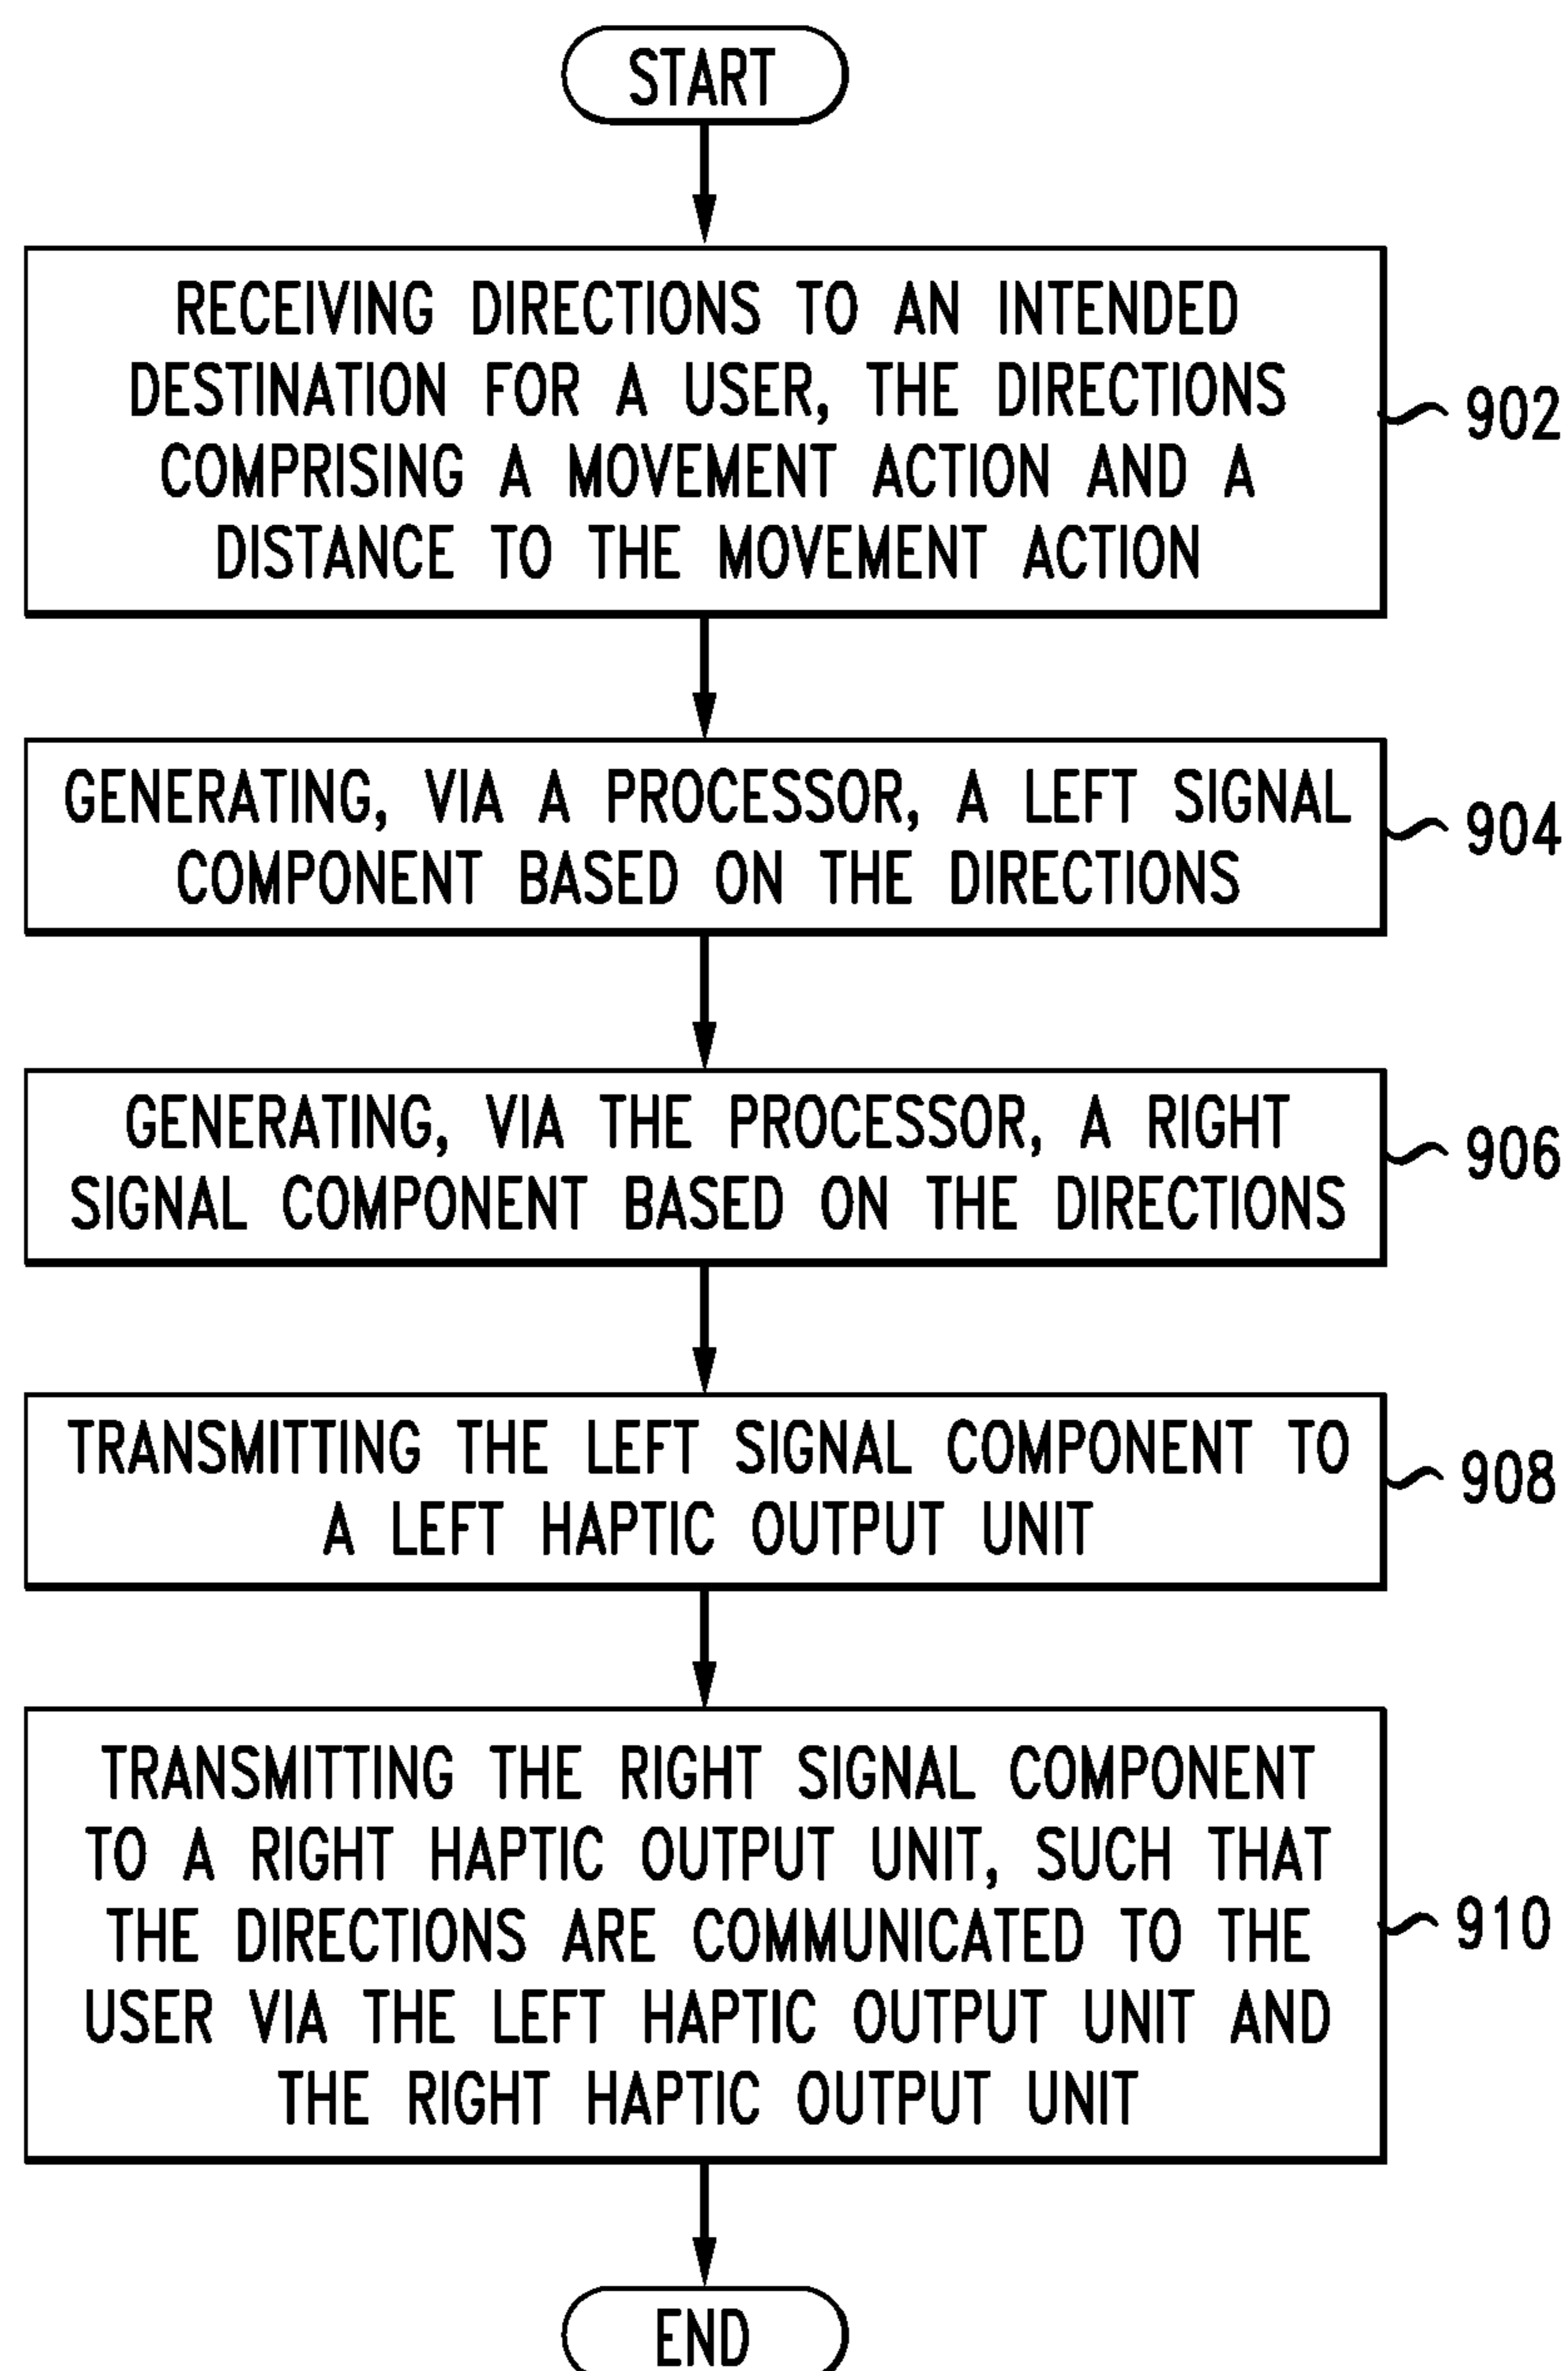 START
RECEIVING DIRECTIONS TO AN INTENDED
DESTINATION FOR A USER, THE DIRECTIONS
COMPRISING A MOVEMENT ACTION AND A
DISTANCE TO THE MOVEMENT ACTION
902
GENERATING, VIA A PROCESSOR, A LEFT SIGNAL
COMPONENT BASED ON THE DIRECTIONS
904
GENERATING, VIA THE PROCESSOR, A RIGHT
SIGNAL COMPONENT BASED ON THE DIRECTIONS
906
TRANSMITTING THE LEFT SIGNAL COMPONENT TO
A LEFT HAPTIC OUTPUT UNIT
908
TRANSMITTING THE RIGHT SIGNAL COMPONENT
TO A RIGHT HAPTIC OUTPUT UNIT, SUCH THAT
THE DIRECTIONS ARE COMMUNICATED TO THE
USER VIA THE LEFT HAPTIC OUTPUT UNIT AND
THE RIGHT HAPTIC OUTPUT UNIT
910
END